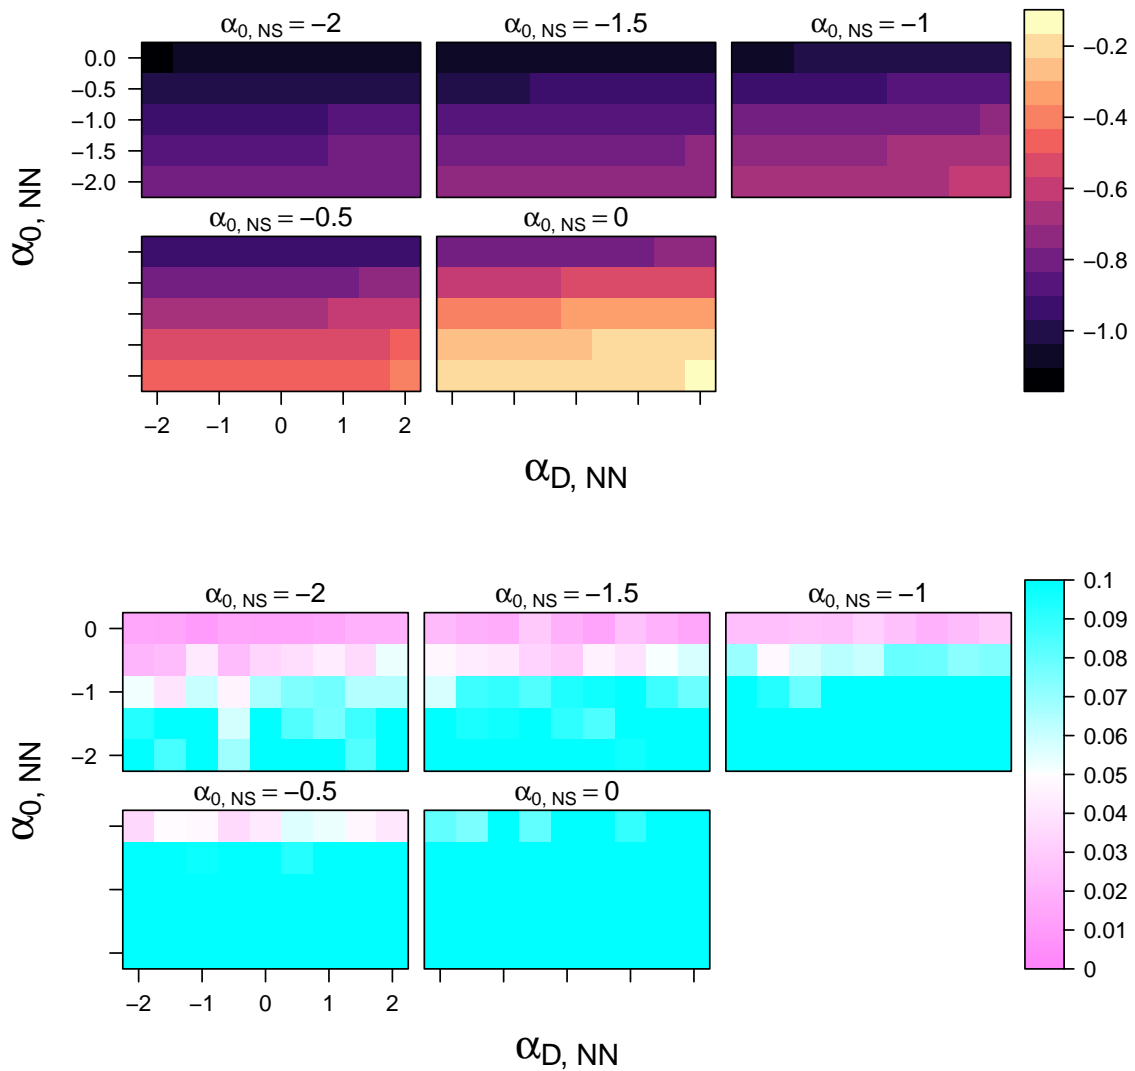 α0, NS = −2
α0, NS = −1.5
α0, NS = −1
0.0
−0.5
−1.0
−1.5
−2.0
α0, NN
−0.2
−0.4
−0.6
−0.8
−1.0
α0, NS = −0.5
α0, NS = 0
−2 −1 0 1 2
αD, NN
α0, NS = −2
α0, NS = −1.5
α0, NS = −1
0
−1
−2
α0, NN
0.1
0.09
0.08
0.07
0.06
0.05
0.04
0.03
0.02
0.01
0
α0, NS = −0.5
α0, NS = 0
−2 −1 0 1 2
αD, NN